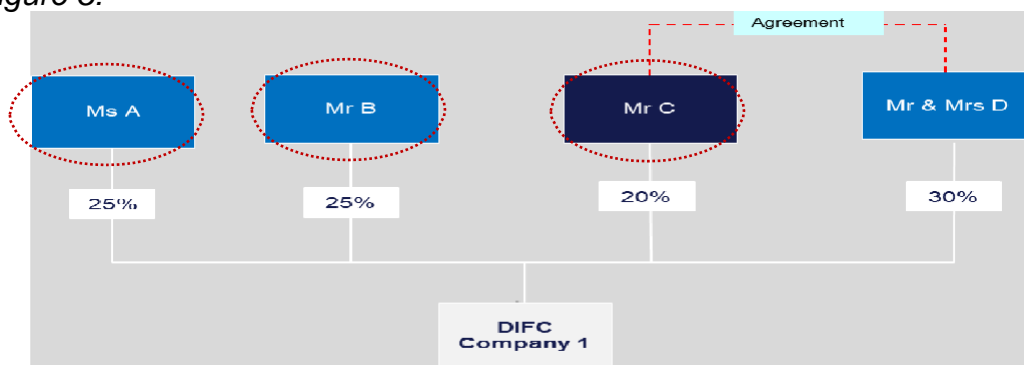 Agreement
Ms A
Mr B
Mr C
Mr & Mrs D
25%
25%
20%
30%
DIFC
Company 1